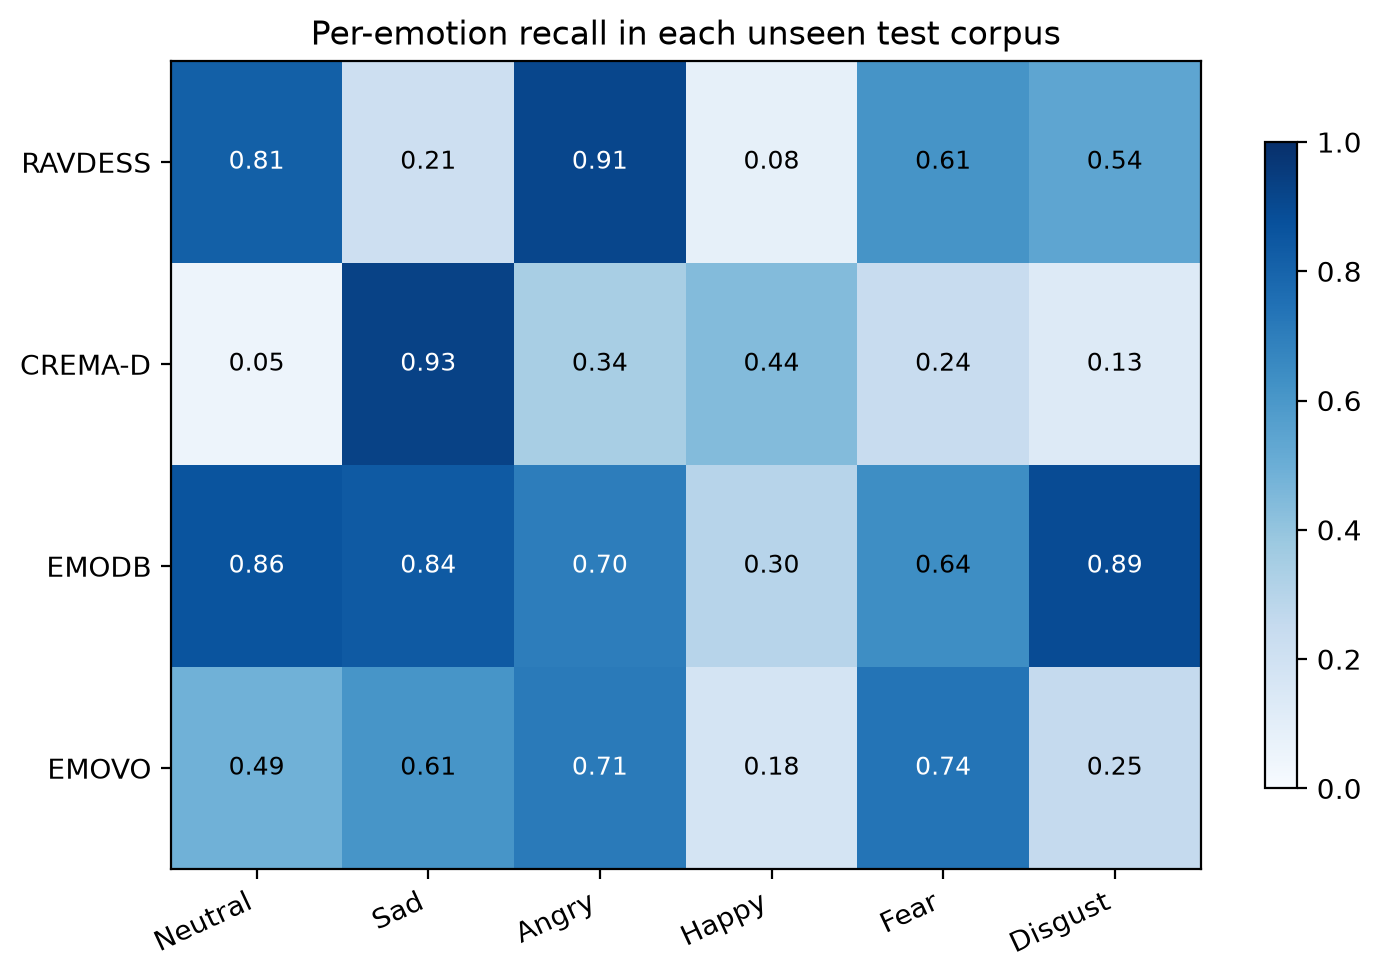 Per-emotion recall in each unseen test corpus
RAVDESS 0.81 0.21 0.91 0.08 0.61 0.54
CREMA-D 0.05 0.93 0.34 0.44 0.24 0.13
EMODB 0.86 0.84 0.70 0.30 0.64 0.89
EMOVO 0.49 0.61 0.71 0.18 0.74 0.25
Neutral Sad Angry Happy Fear Disgust
1.0
0.8
0.6
0.4
0.2
0.0